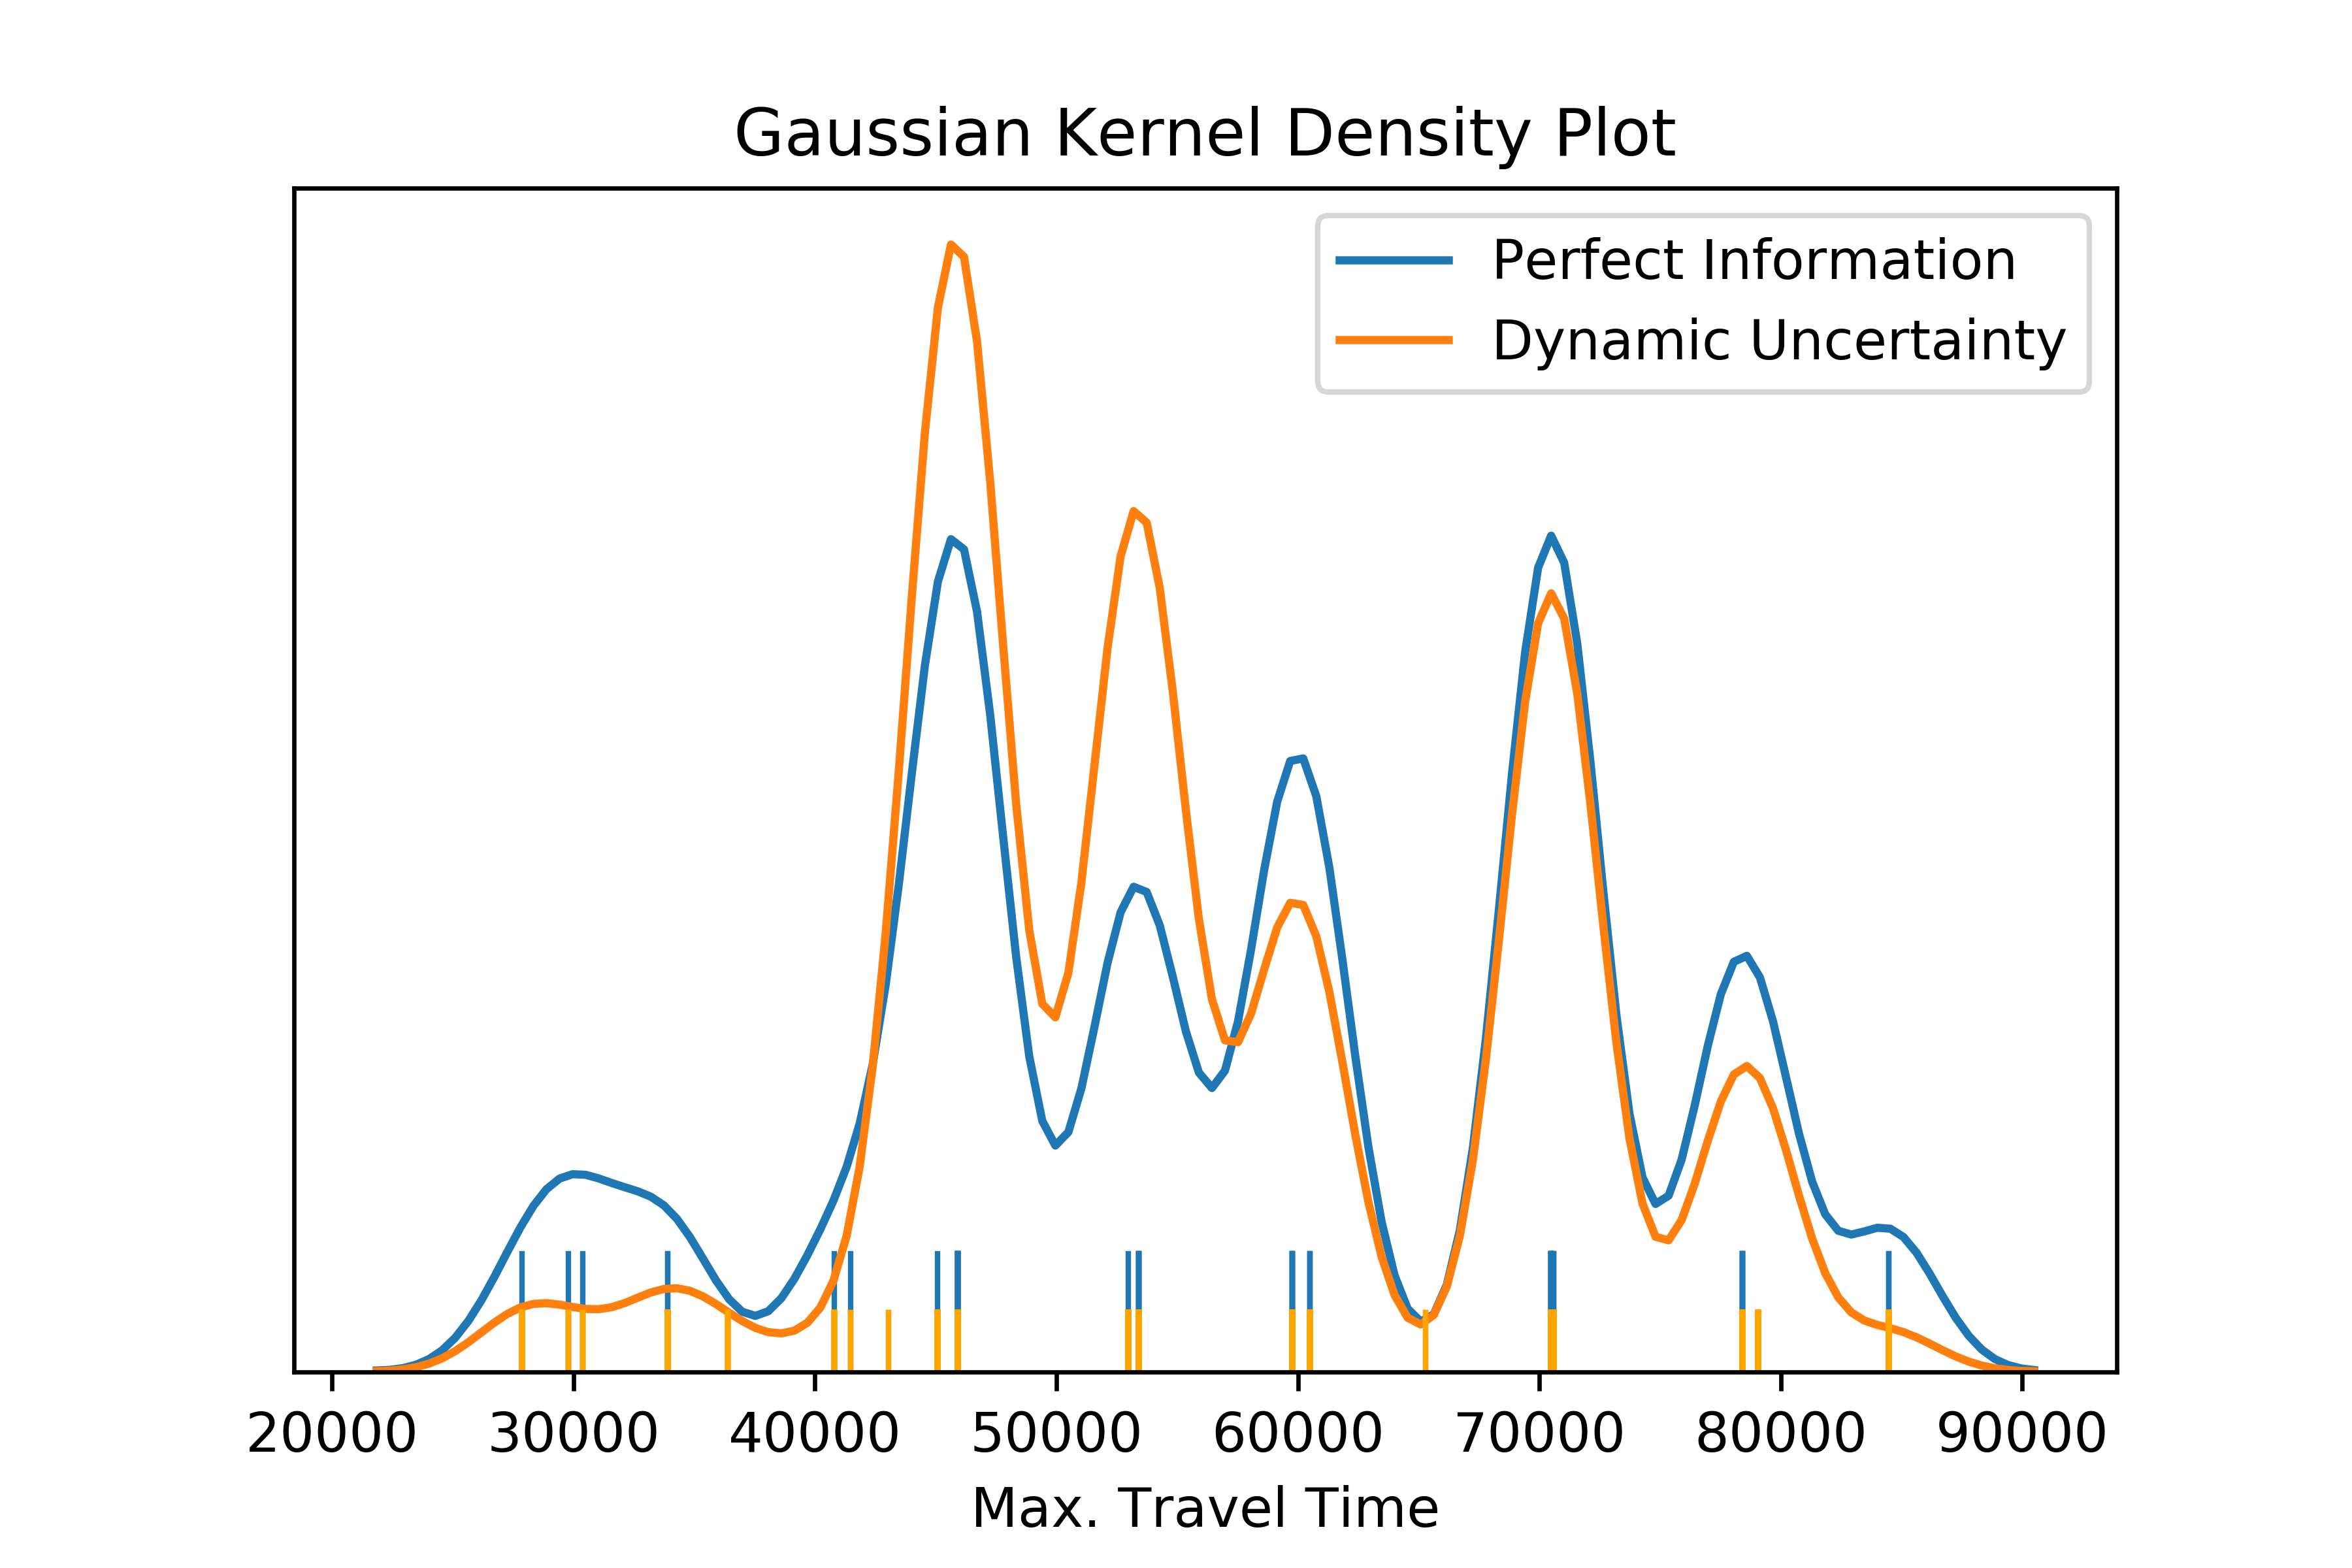 Gaussian Kernel Density Plot
Perfect Information
Dynamic Uncertainty
20000 30000 40000 50000 60000 70000 80000 90000
Max. Travel Time